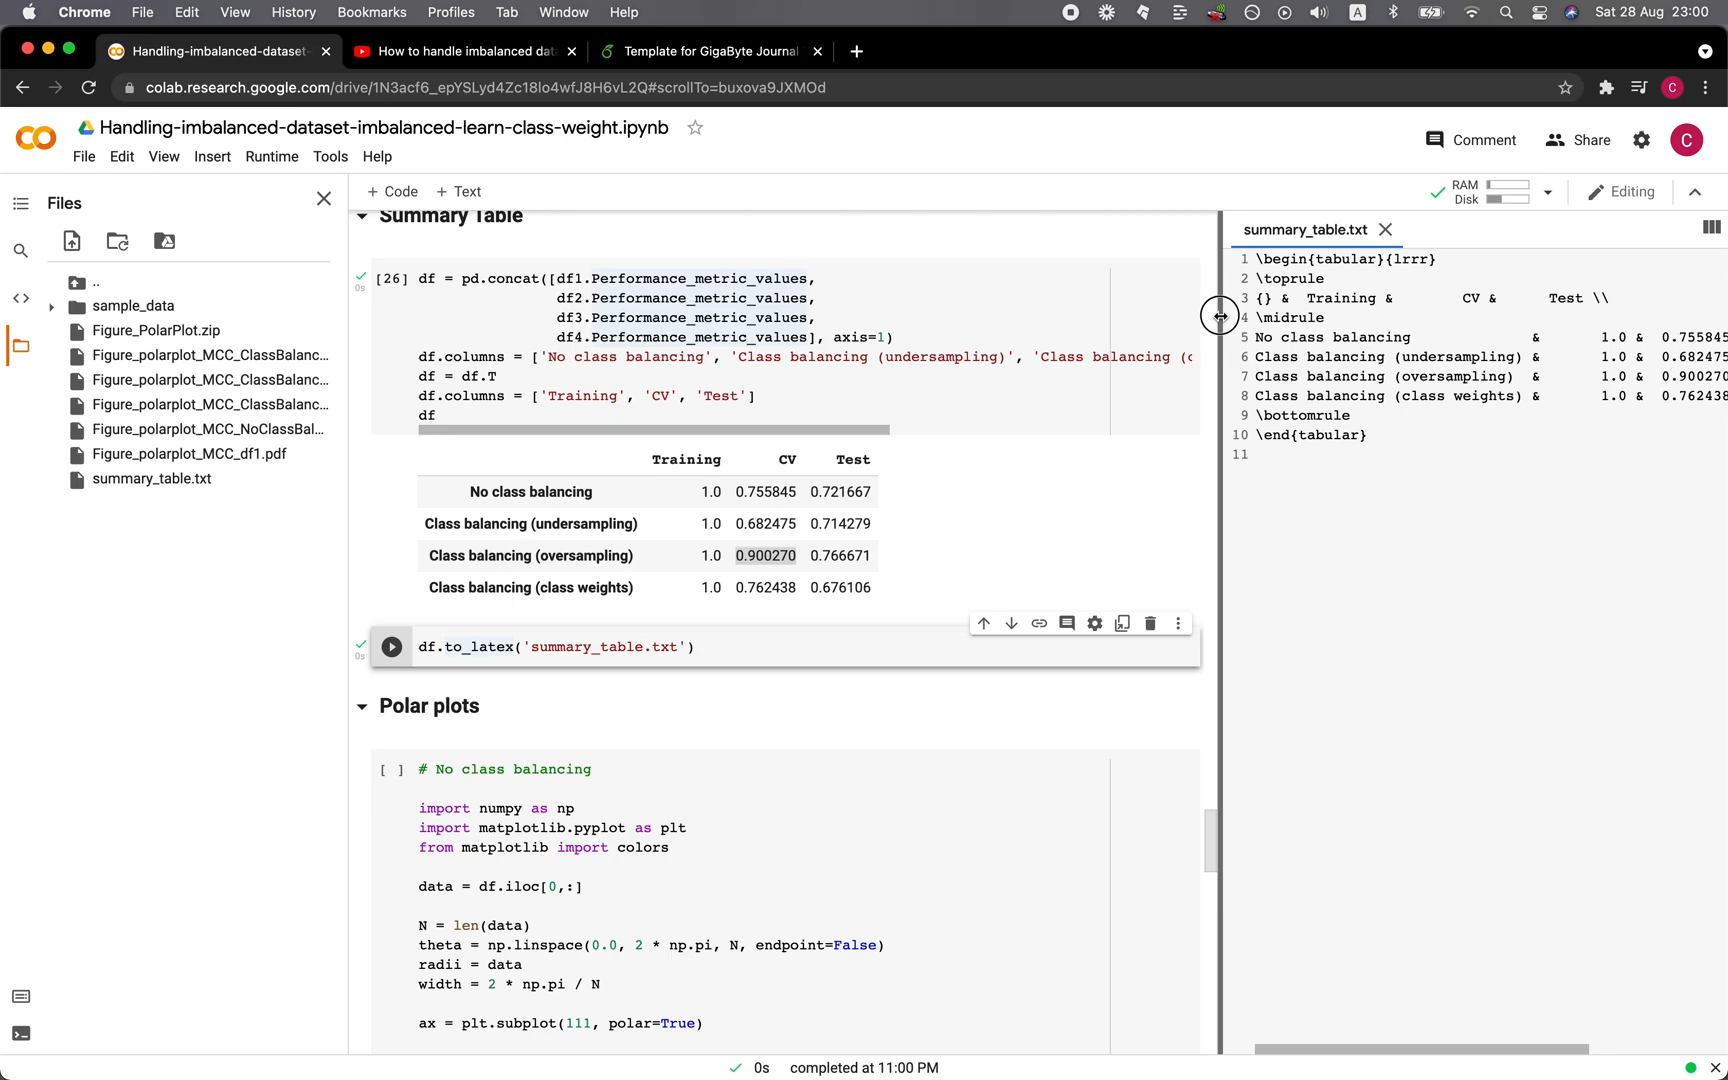 Chrome File Edit View History Bookmarks Profiles Tab Window Help A Sat 28 Aug 23:00
Handling-imbalanced-dataset- How to handle imbalanced dat Template for GigaByte Journal
colab.research.google.com/drive/1N3acf6_epYSLyd4Zc18Io4wfJ8H6vL2Q#scrollTo=buxova9JXMOd C
Handling-imbalanced-dataset-imbalanced-learn-class-weight.ipynb
Comment Share C
File Edit View Insert Runtime Tools Help
Files
+ Code + Text
RAM
Disk
Editing
..
sample_data
Figure_PolarPlot.zip
Figure_polarplot_MCC_ClassBalanc...
Figure_polarplot_MCC_ClassBalanc...
Figure_polarplot_MCC_ClassBalanc...
Figure_polarplot_MCC_NoClassBal...
Figure_polarplot_MCC_df1.pdf
summary_table.txt
Summary Table
0s
[26] df = pd.concat([df1.Performance_metric_values,
df2.Performance_metric_values,
df3.Performance_metric_values,
df4.Performance_metric_values], axis=1)
df.columns = ['No class balancing', 'Class balancing (undersampling)', 'Class balancing (
df = df.T
df.columns = ['Training', 'CV', 'Test']
df
Training CV Test
No class balancing 1.0 0.755845 0.721667
Class balancing (undersampling) 1.0 0.682475 0.714279
Class balancing (oversampling) 1.0 0.900270 0.766671
Class balancing (class weights) 1.0 0.762438 0.676106
0s
df.to_latex('summary_table.txt')
Polar plots
[ ] # No class balancing
import numpy as np
import matplotlib.pyplot as plt
from matplotlib import colors
data = df.iloc[0,:]
N = len(data)
theta = np.linspace(0.0, 2 * np.pi, N, endpoint=False)
radii = data
width = 2 * np.pi / N
ax = plt.subplot(111, polar=True)
summary_table.txt
1 \begin{tabular}{lrrr}
2 \toprule
3 {} & Training & CV & Test \\
4 \midrule
5 No class balancing & 1.0 & 0.755845
6 Class balancing (undersampling) & 1.0 & 0.682475
7 Class balancing (oversampling) & 1.0 & 0.900270
8 Class balancing (class weights) & 1.0 & 0.762438
9 \bottomrule
10 \end{tabular}
11
0s completed at 11:00 PM